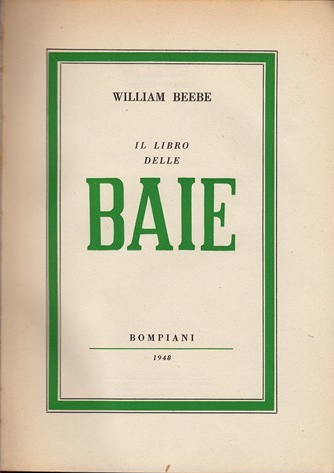 WILLIAM BEEBE
IL LIBRO
DELLE
BAIE
BOMPIANI
1948